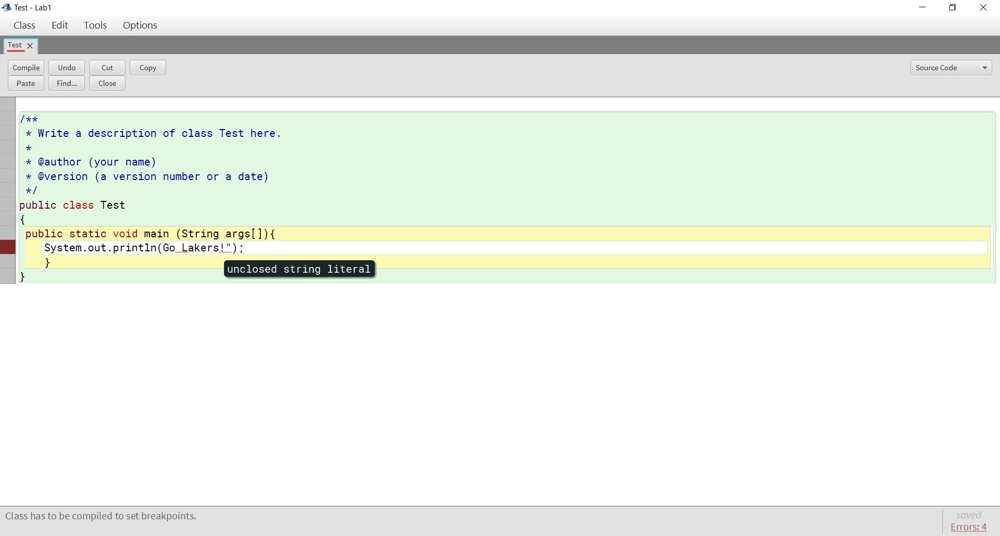 Test - Lab1
Class Edit Tools Options
Test
Compile Undo Cut Copy Source Code
Paste Find... Close
/**
* Write a description of class Test here.
*
* @author (your name)
* @version (a version number or a date)
*/
public class Test
{
public static void main (String args[]){
System.out.println(Go Lakers!");
}
unclosed string literal
}
Class has to be compiled to set breakpoints.
saved
Errors: 4